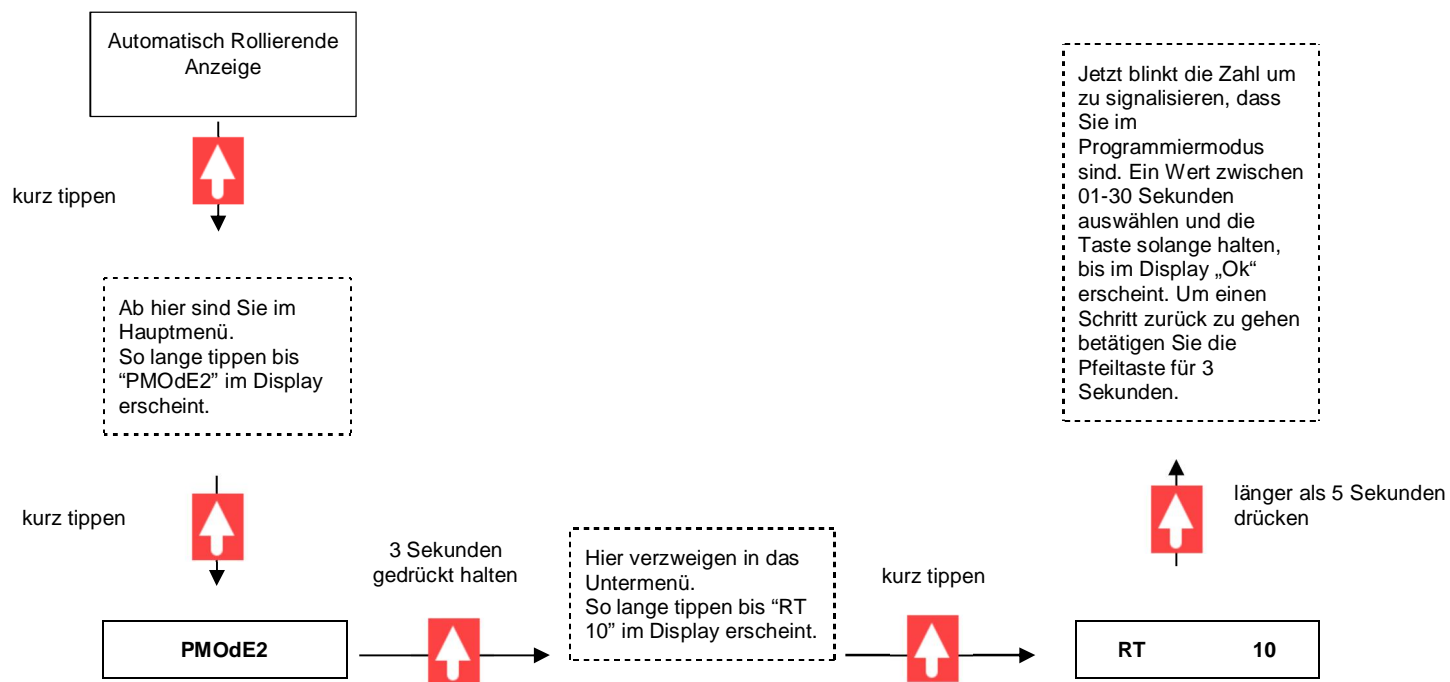 Automatisch Rollierende
Anzeige
kurz tippen
Ab hier sind Sie im
Hauptmenü.
So lange tippen bis
“PMOdE2” im Display
erscheint.
kurz tippen
PMOdE2
3 Sekunden
gedrückt halten
Hier verzweigen in das
Untermenü.
So lange tippen bis “RT
10” im Display erscheint.
kurz tippen
RT 10
länger als 5 Sekunden
drücken
Jetzt blinkt die Zahl um
zu signalisieren, dass
Sie im
Programmiermodus
sind. Ein Wert zwischen
01-30 Sekunden
auswählen und die
Taste solange halten,
bis im Display „Ok“
erscheint. Um einen
Schritt zurück zu gehen
betätigen Sie die
Pfeiltaste für 3
Sekunden.